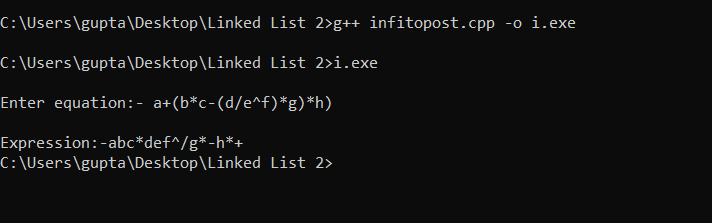 C:\Users\gupta\Desktop\Linked List 2>g++ infitopost.cpp -o i.exe
C:\Users\gupta\Desktop\Linked List 2>i.exe
Enter equation:- a+(b*c-(d/e^f)*g)*h)
Expression:-abc*def^/g*-h*+
C:\Users\gupta\Desktop\Linked List 2>